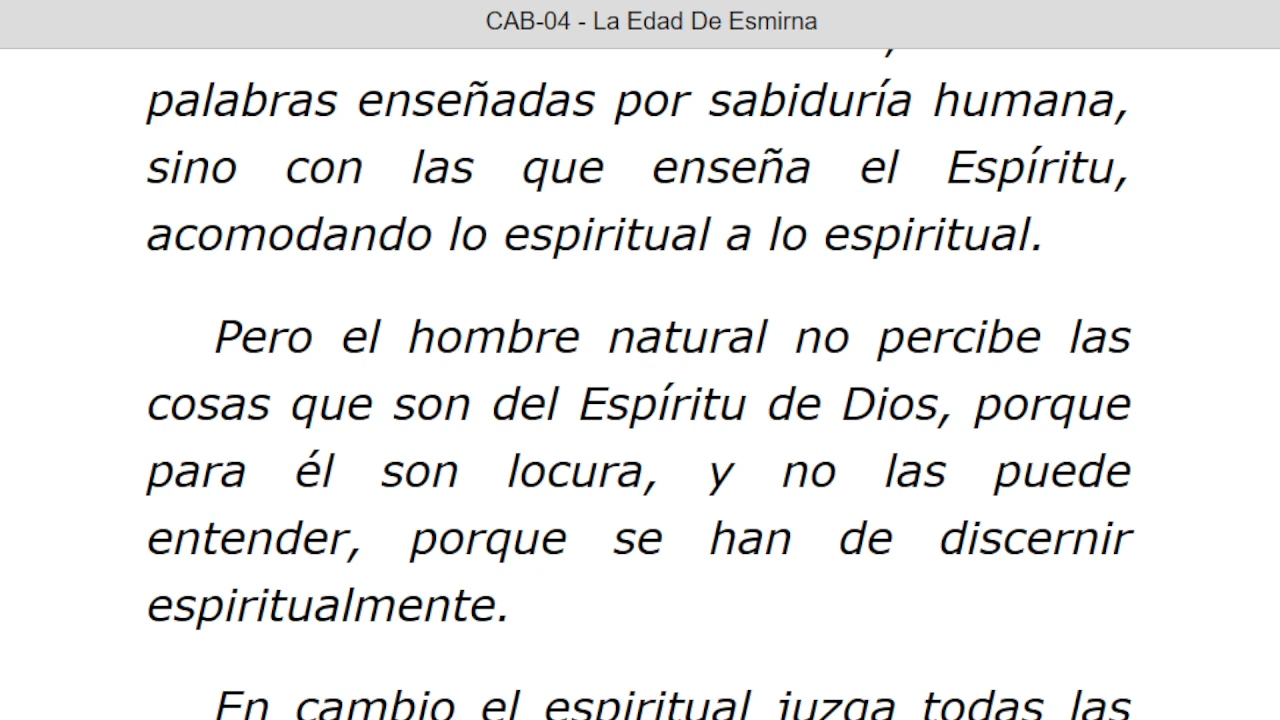 CAB-04 - La Edad De Esmirna
palabras enseñadas por sabiduría humana,
sino con las que enseña el Espíritu,
acomodando lo espiritual a lo espiritual.
Pero el hombre natural no percibe las
cosas que son del Espíritu de Dios, porque
para él son locura, y no las puede
entender, porque se han de discernir
espiritualmente.
En cambio el espiritual juzga todas las